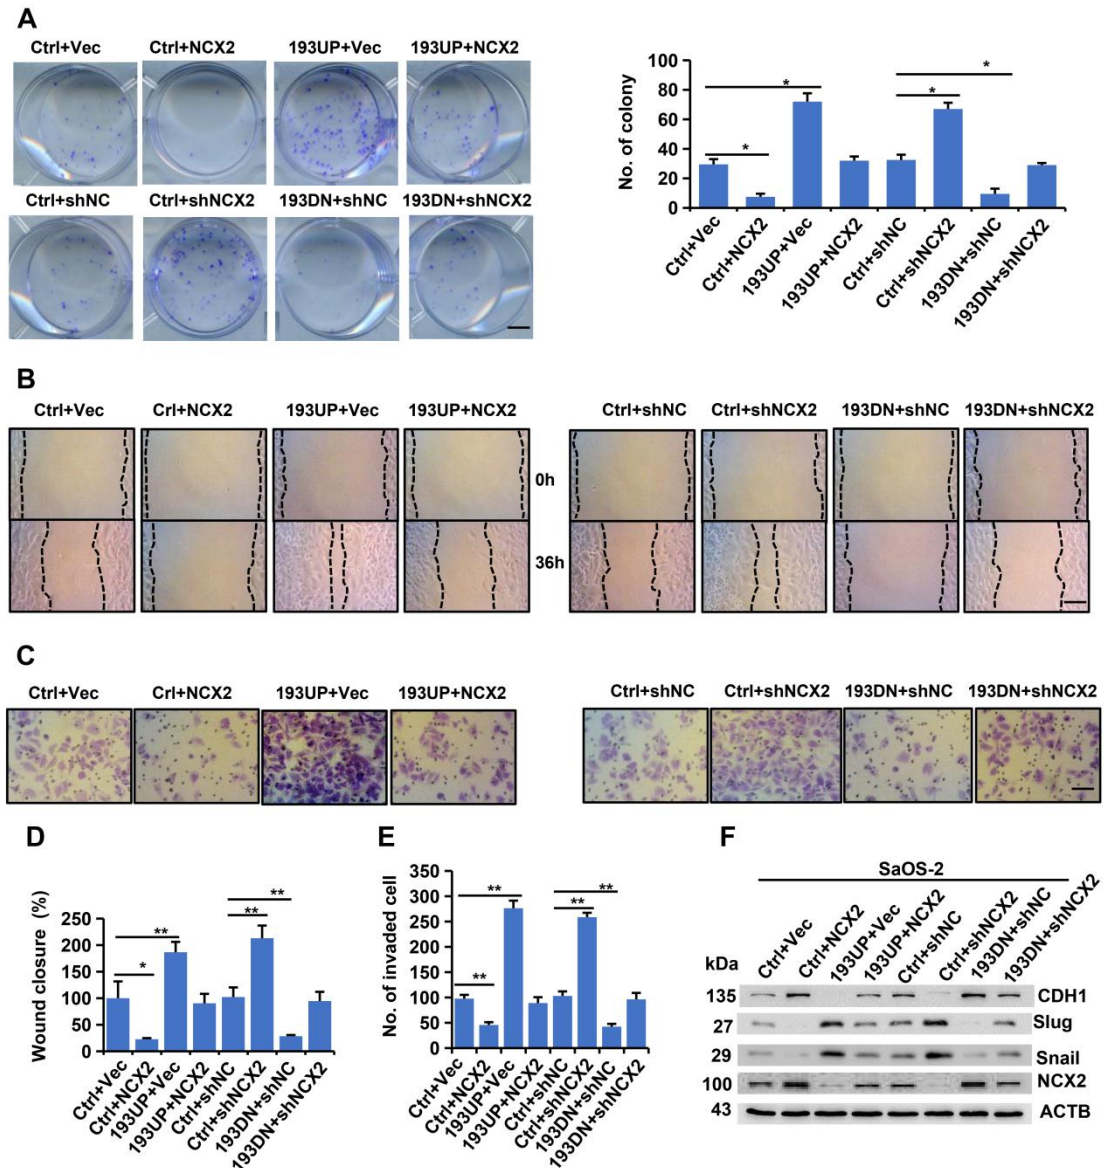 A
Ctrl+Vec Ctrl+NCX2 193UP+Vec 193UP+NCX2
Ctrl+shNC Ctrl+shNCX2 193DN+shNC 193DN+shNCX2
No. of colony
100
80
60
40
20
0
* * * *
Ctrl+Vec Ctrl+NCX2 193UP+Vec 193UP+NCX2 Ctrl+shNC Ctrl+shNCX2 193DN+shNC 193DN+shNCX2
B
Ctrl+Vec Crl+NCX2 193UP+Vec 193UP+NCX2 Ctrl+shNC Ctrl+shNCX2 193DN+shNC 193DN+shNCX2
0h
36h
C
Ctrl+Vec Crl+NCX2 193UP+Vec 193UP+NCX2 Ctrl+shNC Ctrl+shNCX2 193DN+shNC 193DN+shNCX2
D
Wound closure (%)
250
200
150
100
50
0
* ** ** **
Ctrl+Vec Ctrl+NCX2 193UP+Vec 193UP+NCX2 Ctrl+shNC Ctrl+shNCX2 193DN+shNC 193DN+shNCX2
E
No. of invaded cell
350
300
250
200
150
100
50
0
** ** ** **
Ctrl+Vec Ctrl+NCX2 193UP+Vec 193UP+NCX2 Ctrl+shNC Ctrl+shNCX2 193DN+shNC 193DN+shNCX2
F
SaOS-2
Ctrl+Vec Ctrl+NCX2 193UP+Vec 193UP+NCX2 Ctrl+shNC Ctrl+shNCX2 193DN+shNC 193DN+shNCX2
kDa
135 CDH1
27 Slug
29 Snail
100 NCX2
43 ACTB